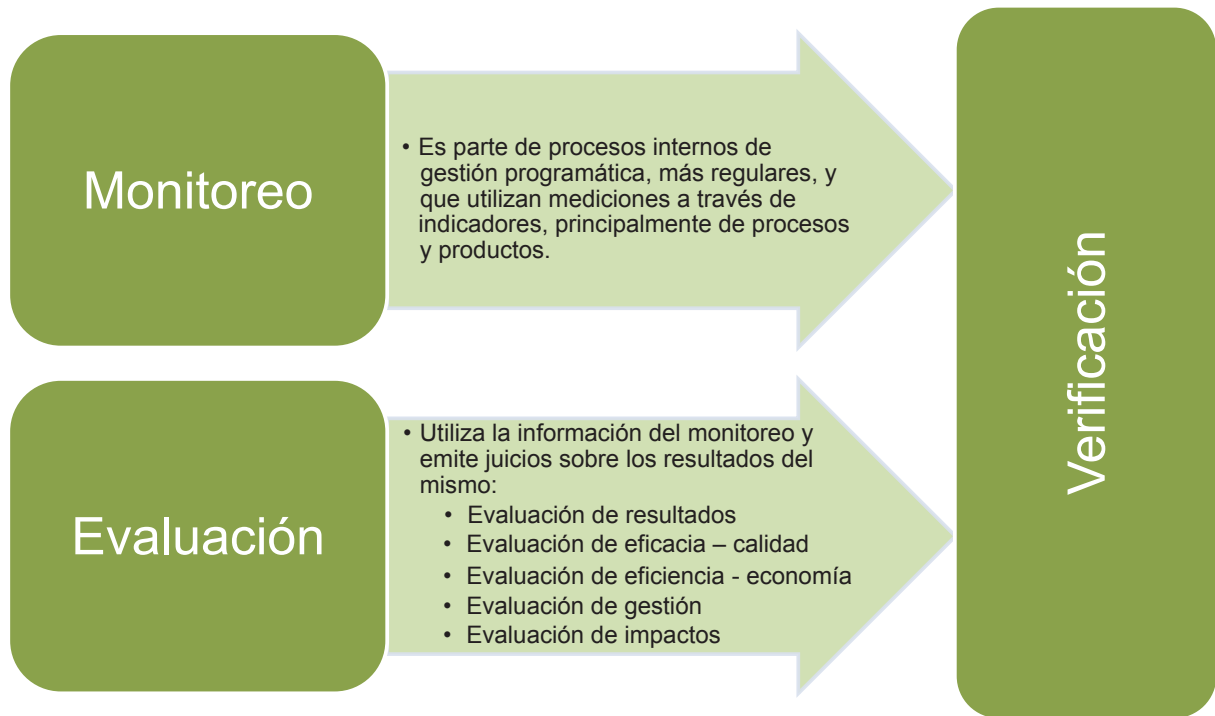 Monitoreo
• Es parte de procesos internos de
gestión programática, más regulares, y
que utilizan mediciones a través de
indicadores, principalmente de procesos
y productos.
Evaluación
• Utiliza la información del monitoreo y
emite juicios sobre los resultados del
mismo:
• Evaluación de resultados
• Evaluación de eficacia – calidad
• Evaluación de eficiencia - economía
• Evaluación de gestión
• Evaluación de impactos
Verificación